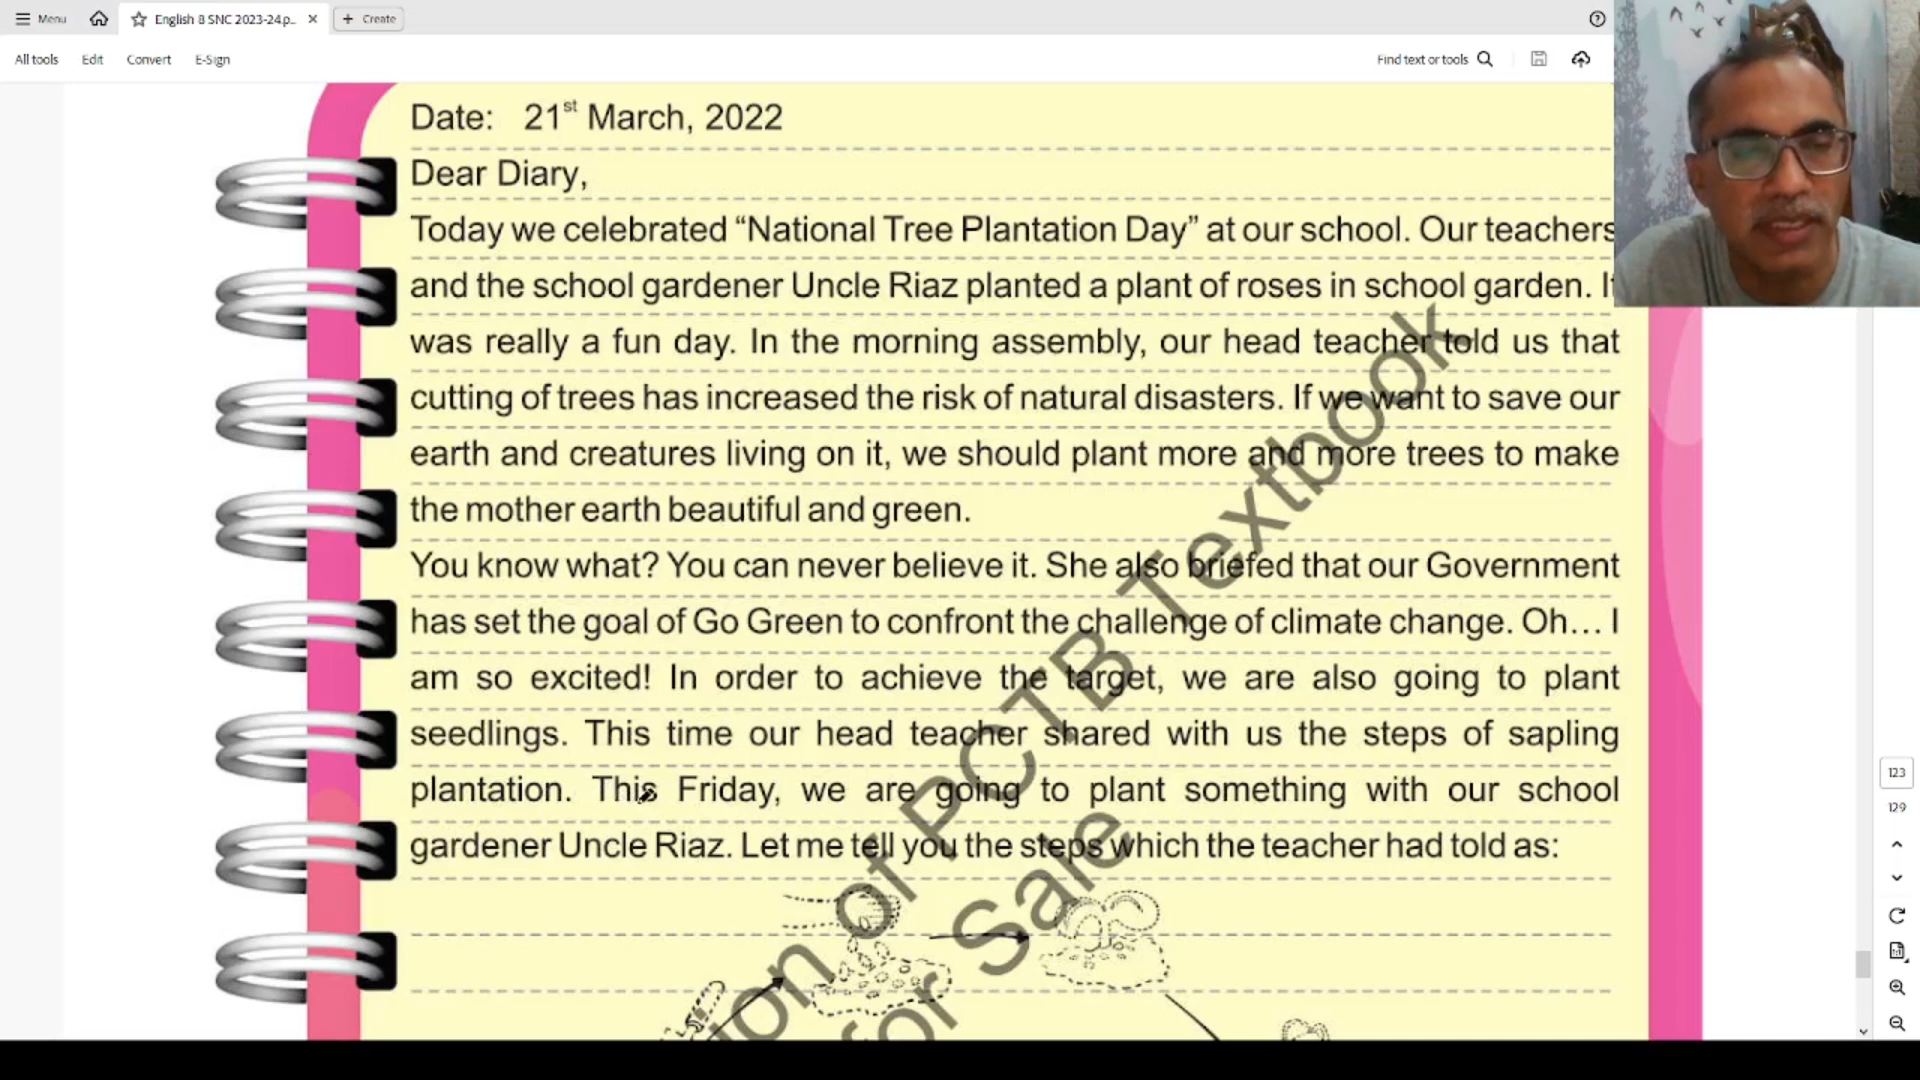 Menu
English 8 SNC 2023-24.p...
Create
All tools
Edit
Convert
E-Sign
Find text or tools
Date: 21st March, 2022
Dear Diary,
Today we celebrated “National Tree Plantation Day” at our school. Our teachers
and the school gardener Uncle Riaz planted a plant of roses in school garden. It
was really a fun day. In the morning assembly, our head teacher told us that
cutting of trees has increased the risk of natural disasters. If we want to save our
earth and creatures living on it, we should plant more and more trees to make
the mother earth beautiful and green.
You know what? You can never believe it. She also briefed that our Government
has set the goal of Go Green to confront the challenge of climate change. Oh... I
am so excited! In order to achieve the target, we are also going to plant
seedlings. This time our head teacher shared with us the steps of sapling
plantation. This Friday, we are going to plant something with our school
gardener Uncle Riaz. Let me tell you the steps which the teacher had told as:
of PCTB Textbook
for Sale
123
129